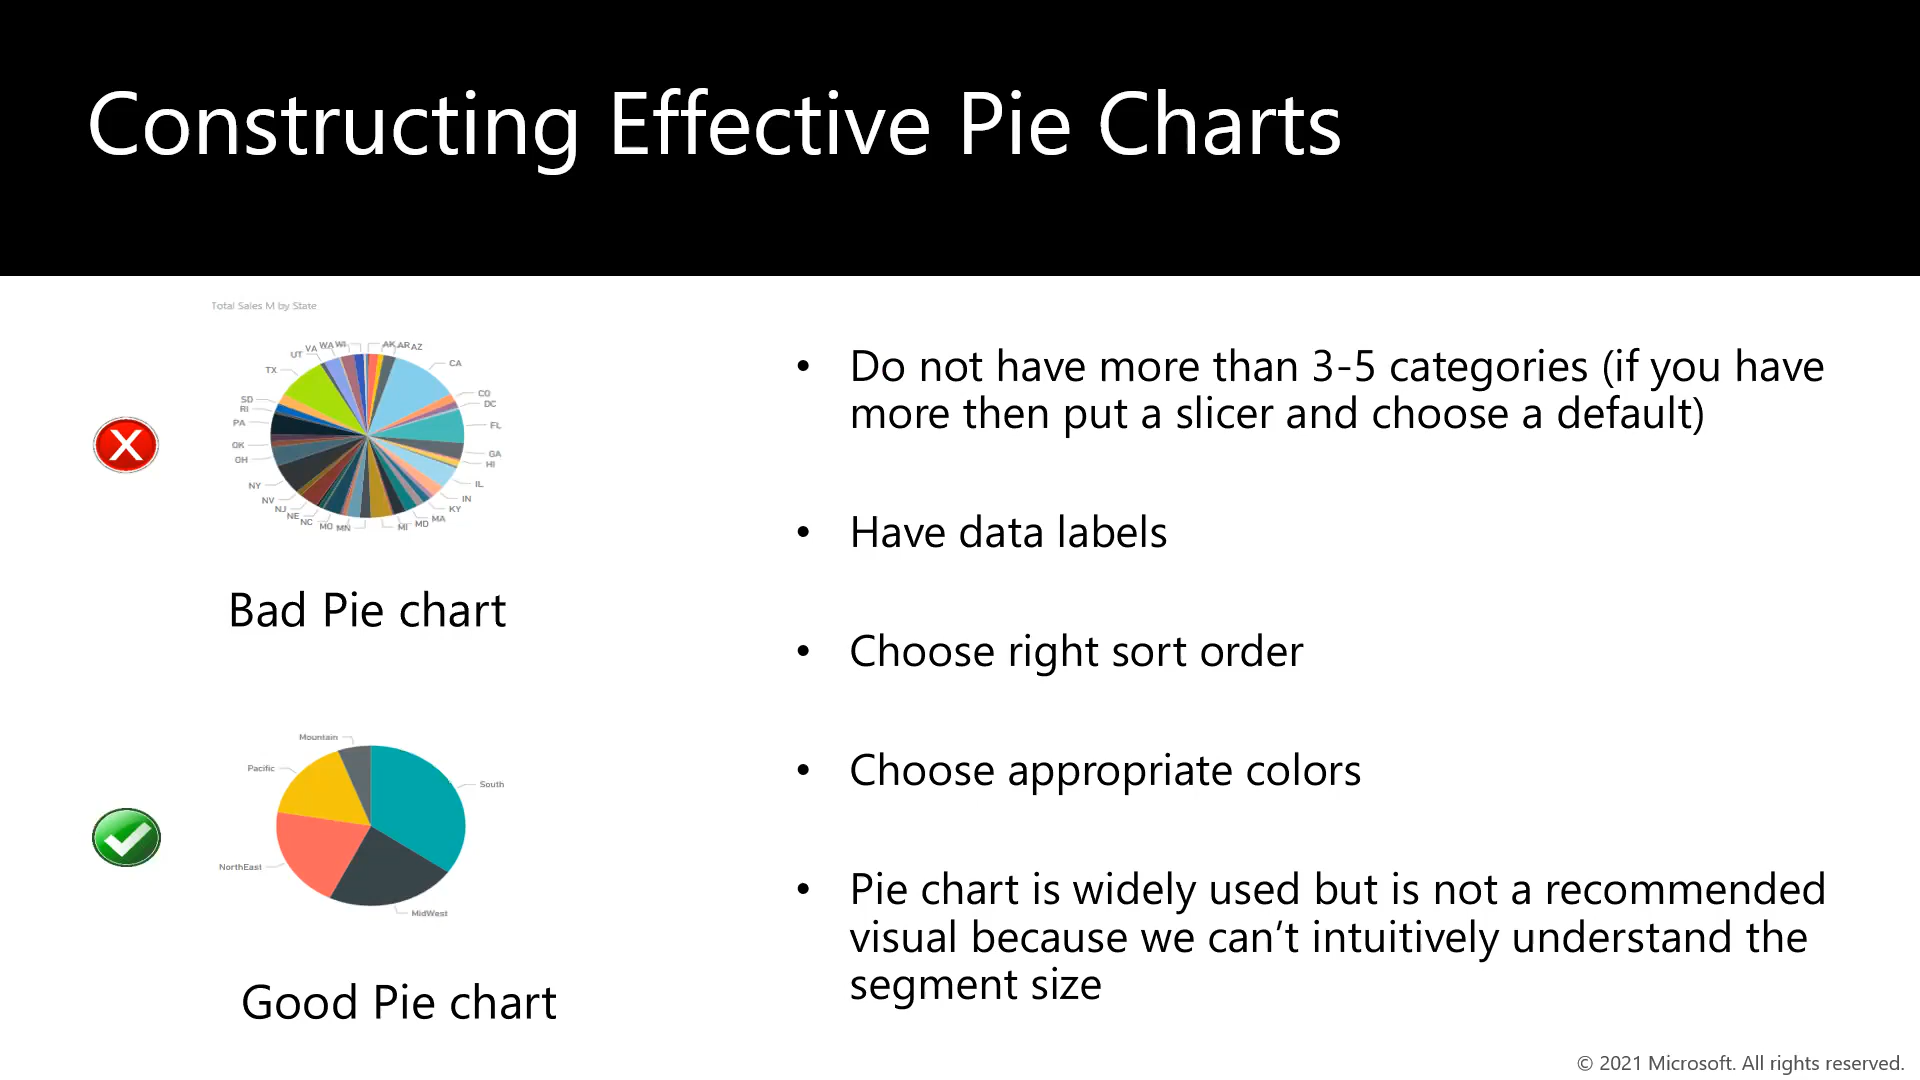 Constructing Effective Pie Charts
Total Sales M by State
AK
AR
AZ
CA
CO
DC
FL
GA
HI
IL
IN
KY
MA
MD
MI
MN
MO
NC
NE
NJ
NV
NY
OH
OK
PA
RI
SD
TX
UT
VA
WA
WI
Bad Pie chart
Mountain
Pacific
South
NorthEast
MidWest
Good Pie chart
• Do not have more than 3-5 categories (if you have
more then put a slicer and choose a default)
• Have data labels
• Choose right sort order
• Choose appropriate colors
• Pie chart is widely used but is not a recommended
visual because we can’t intuitively understand the
segment size
© 2021 Microsoft. All rights reserved.